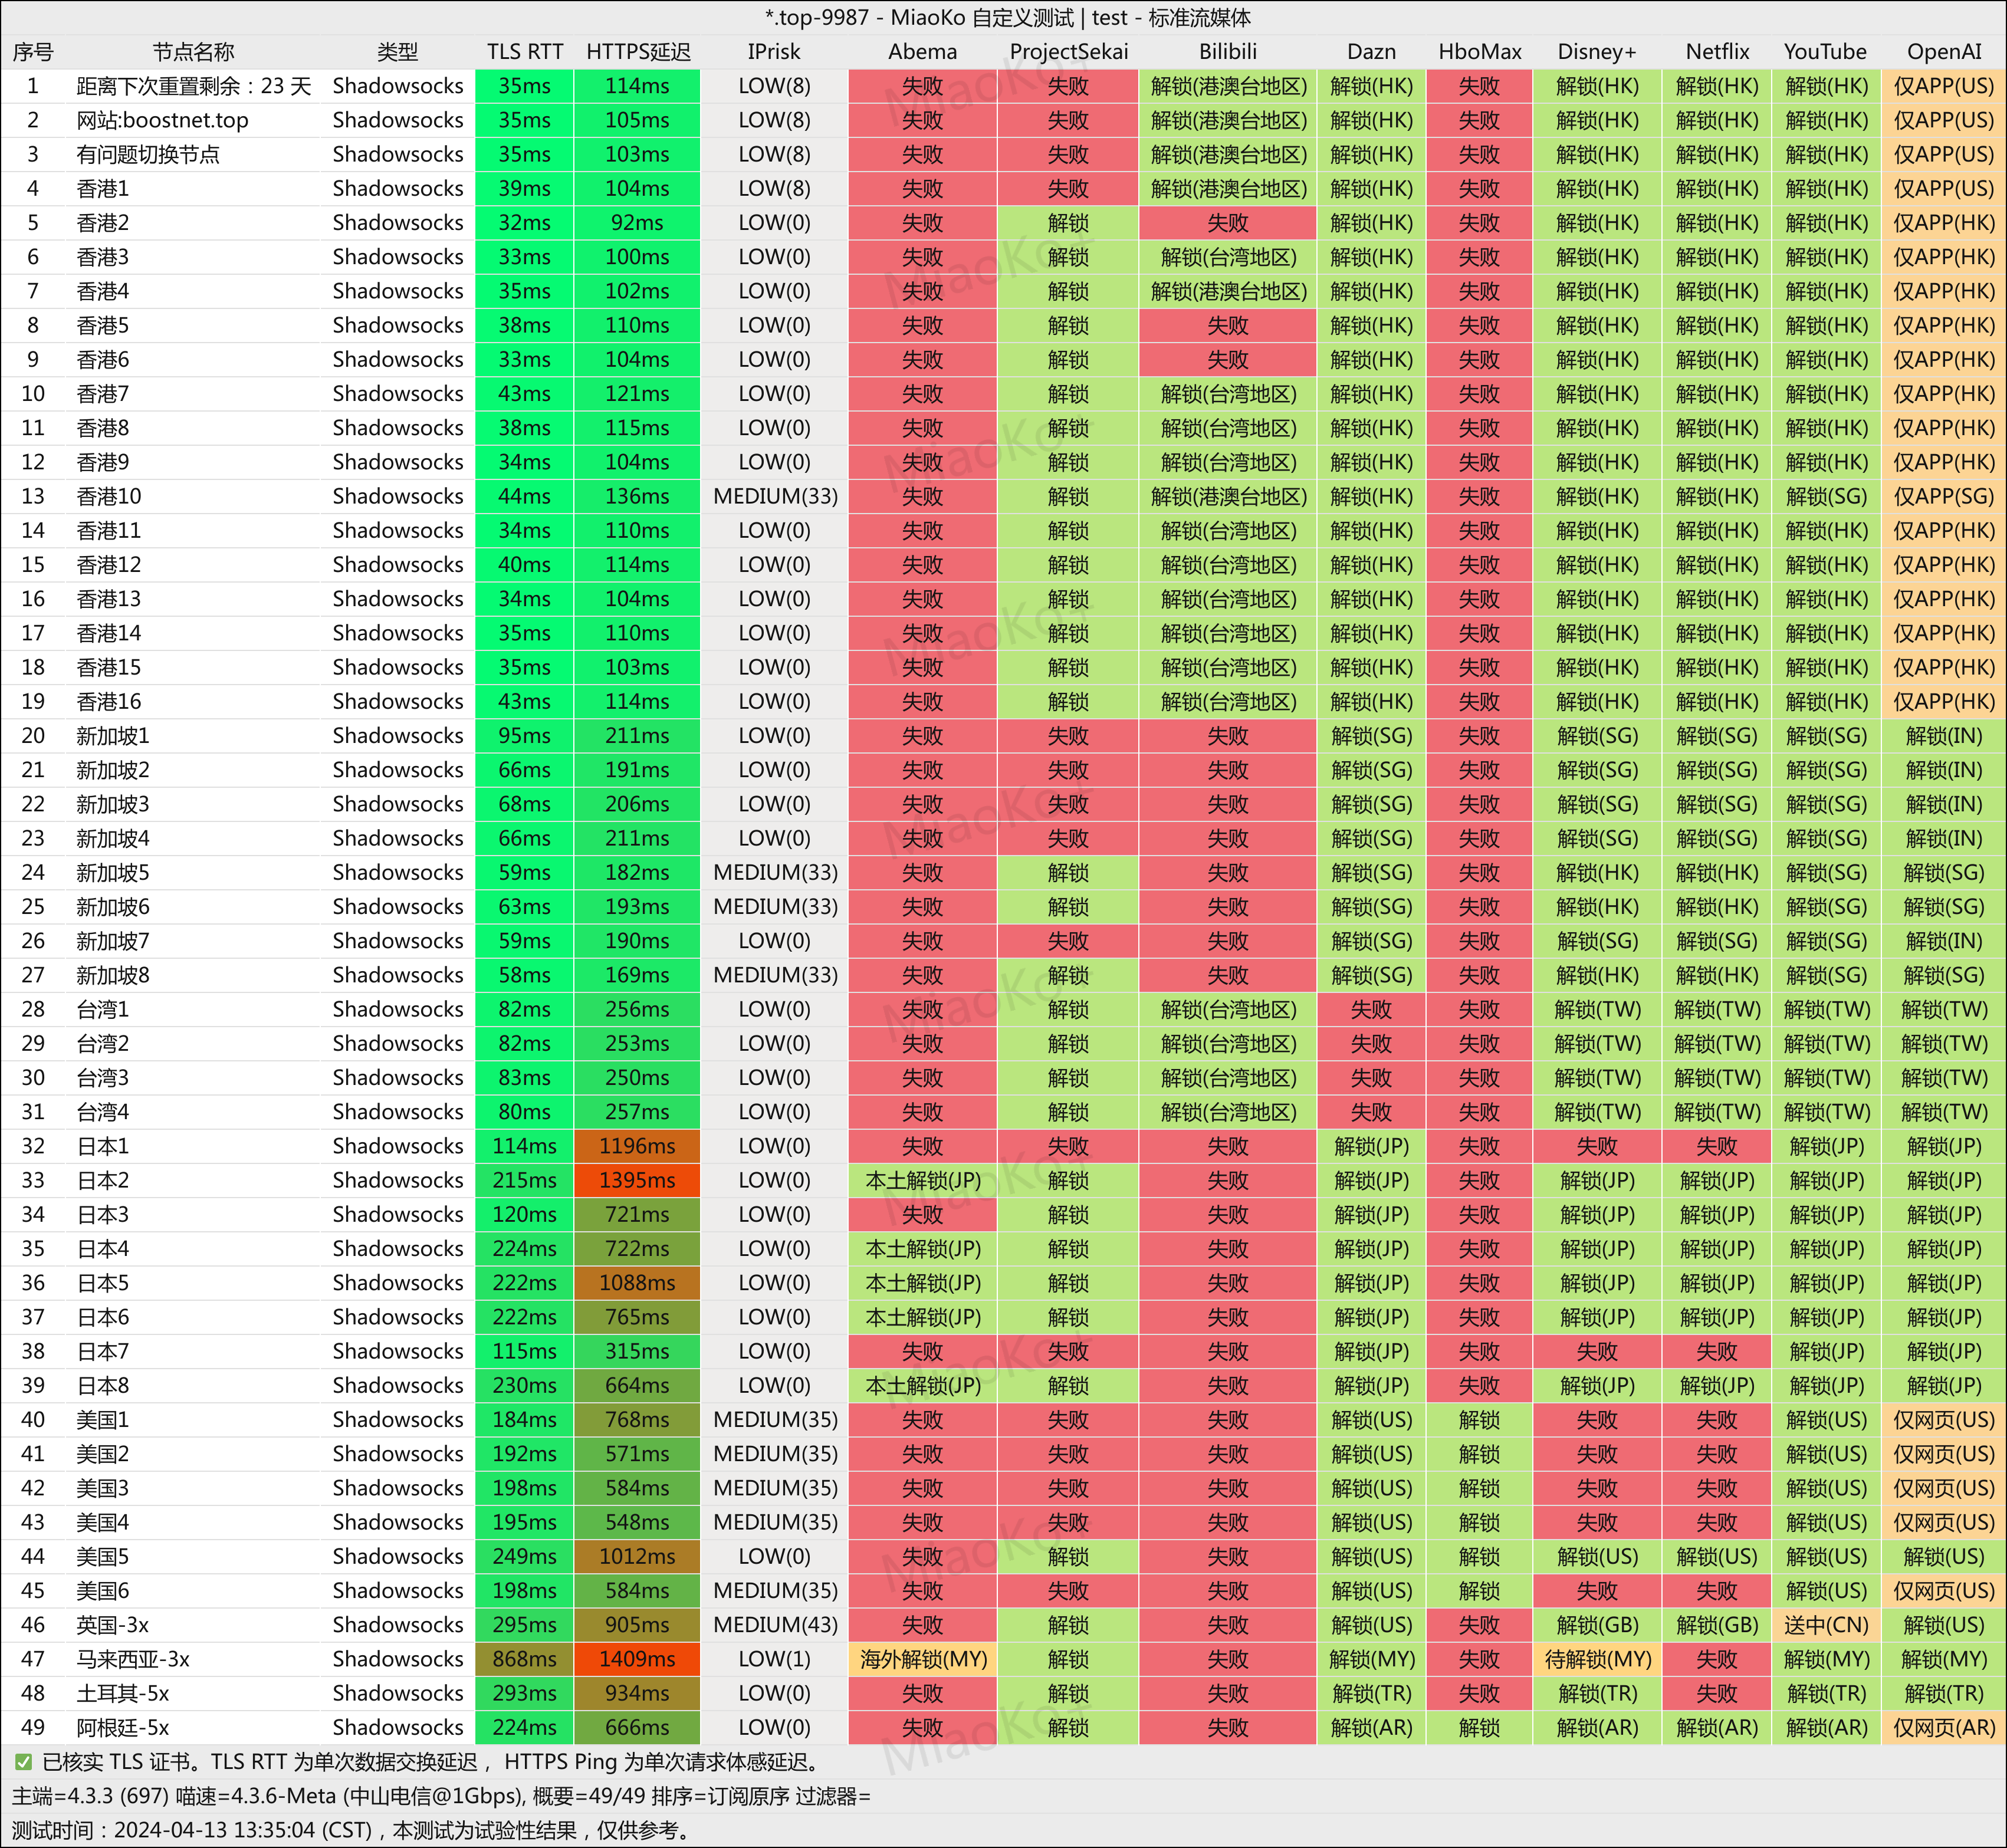 *.top-9987 - MiaoKo 自定义测试 | test - 标准流媒体
序号 节点名称 类型 TLS RTT HTTPS延迟 IPrisk Abema ProjectSekai Bilibili Dazn HboMax Disney+ Netflix YouTube OpenAI
1 距离下次重置剩余：23 天 Shadowsocks 35ms 114ms LOW(8) 失败 失败 解锁(港澳台地区) 解锁(HK) 失败 解锁(HK) 解锁(HK) 解锁(HK) 仅APP(US)
2 网站:boostnet.top Shadowsocks 35ms 105ms LOW(8) 失败 失败 解锁(港澳台地区) 解锁(HK) 失败 解锁(HK) 解锁(HK) 解锁(HK) 仅APP(US)
3 有问题切换节点 Shadowsocks 35ms 103ms LOW(8) 失败 失败 解锁(港澳台地区) 解锁(HK) 失败 解锁(HK) 解锁(HK) 解锁(HK) 仅APP(US)
4 香港1 Shadowsocks 39ms 104ms LOW(8) 失败 失败 解锁(港澳台地区) 解锁(HK) 失败 解锁(HK) 解锁(HK) 解锁(HK) 仅APP(US)
5 香港2 Shadowsocks 32ms 92ms LOW(0) 失败 解锁 失败 解锁(HK) 失败 解锁(HK) 解锁(HK) 解锁(HK) 仅APP(HK)
6 香港3 Shadowsocks 33ms 100ms LOW(0) 失败 解锁 解锁(台湾地区) 解锁(HK) 失败 解锁(HK) 解锁(HK) 解锁(HK) 仅APP(HK)
7 香港4 Shadowsocks 35ms 102ms LOW(0) 失败 解锁 解锁(港澳台地区) 解锁(HK) 失败 解锁(HK) 解锁(HK) 解锁(HK) 仅APP(HK)
8 香港5 Shadowsocks 38ms 110ms LOW(0) 失败 解锁 失败 解锁(HK) 失败 解锁(HK) 解锁(HK) 解锁(HK) 仅APP(HK)
9 香港6 Shadowsocks 33ms 104ms LOW(0) 失败 解锁 失败 解锁(HK) 失败 解锁(HK) 解锁(HK) 解锁(HK) 仅APP(HK)
10 香港7 Shadowsocks 43ms 121ms LOW(0) 失败 解锁 解锁(台湾地区) 解锁(HK) 失败 解锁(HK) 解锁(HK) 解锁(HK) 仅APP(HK)
11 香港8 Shadowsocks 38ms 115ms LOW(0) 失败 解锁 解锁(台湾地区) 解锁(HK) 失败 解锁(HK) 解锁(HK) 解锁(HK) 仅APP(HK)
12 香港9 Shadowsocks 34ms 104ms LOW(0) 失败 解锁 解锁(台湾地区) 解锁(HK) 失败 解锁(HK) 解锁(HK) 解锁(HK) 仅APP(HK)
13 香港10 Shadowsocks 44ms 136ms MEDIUM(33) 失败 解锁 解锁(港澳台地区) 解锁(HK) 失败 解锁(HK) 解锁(HK) 解锁(SG) 仅APP(SG)
14 香港11 Shadowsocks 34ms 110ms LOW(0) 失败 解锁 解锁(台湾地区) 解锁(HK) 失败 解锁(HK) 解锁(HK) 解锁(HK) 仅APP(HK)
15 香港12 Shadowsocks 40ms 114ms LOW(0) 失败 解锁 解锁(台湾地区) 解锁(HK) 失败 解锁(HK) 解锁(HK) 解锁(HK) 仅APP(HK)
16 香港13 Shadowsocks 34ms 104ms LOW(0) 失败 解锁 解锁(台湾地区) 解锁(HK) 失败 解锁(HK) 解锁(HK) 解锁(HK) 仅APP(HK)
17 香港14 Shadowsocks 35ms 110ms LOW(0) 失败 解锁 解锁(台湾地区) 解锁(HK) 失败 解锁(HK) 解锁(HK) 解锁(HK) 仅APP(HK)
18 香港15 Shadowsocks 35ms 103ms LOW(0) 失败 解锁 解锁(台湾地区) 解锁(HK) 失败 解锁(HK) 解锁(HK) 解锁(HK) 仅APP(HK)
19 香港16 Shadowsocks 43ms 114ms LOW(0) 失败 解锁 解锁(台湾地区) 解锁(HK) 失败 解锁(HK) 解锁(HK) 解锁(HK) 仅APP(HK)
20 新加坡1 Shadowsocks 95ms 211ms LOW(0) 失败 失败 失败 解锁(SG) 失败 解锁(SG) 解锁(SG) 解锁(SG) 解锁(IN)
21 新加坡2 Shadowsocks 66ms 191ms LOW(0) 失败 失败 失败 解锁(SG) 失败 解锁(SG) 解锁(SG) 解锁(SG) 解锁(IN)
22 新加坡3 Shadowsocks 68ms 206ms LOW(0) 失败 失败 失败 解锁(SG) 失败 解锁(SG) 解锁(SG) 解锁(SG) 解锁(IN)
23 新加坡4 Shadowsocks 66ms 211ms LOW(0) 失败 失败 失败 解锁(SG) 失败 解锁(SG) 解锁(SG) 解锁(SG) 解锁(IN)
24 新加坡5 Shadowsocks 59ms 182ms MEDIUM(33) 失败 解锁 失败 解锁(SG) 失败 解锁(HK) 解锁(HK) 解锁(SG) 解锁(SG)
25 新加坡6 Shadowsocks 63ms 193ms MEDIUM(33) 失败 解锁 失败 解锁(SG) 失败 解锁(HK) 解锁(HK) 解锁(SG) 解锁(SG)
26 新加坡7 Shadowsocks 59ms 190ms LOW(0) 失败 失败 失败 解锁(SG) 失败 解锁(SG) 解锁(SG) 解锁(SG) 解锁(IN)
27 新加坡8 Shadowsocks 58ms 169ms MEDIUM(33) 失败 解锁 失败 解锁(SG) 失败 解锁(HK) 解锁(HK) 解锁(SG) 解锁(SG)
28 台湾1 Shadowsocks 82ms 256ms LOW(0) 失败 解锁 解锁(台湾地区) 失败 失败 解锁(TW) 解锁(TW) 解锁(TW) 解锁(TW)
29 台湾2 Shadowsocks 82ms 253ms LOW(0) 失败 解锁 解锁(台湾地区) 失败 失败 解锁(TW) 解锁(TW) 解锁(TW) 解锁(TW)
30 台湾3 Shadowsocks 83ms 250ms LOW(0) 失败 解锁 解锁(台湾地区) 失败 失败 解锁(TW) 解锁(TW) 解锁(TW) 解锁(TW)
31 台湾4 Shadowsocks 80ms 257ms LOW(0) 失败 解锁 解锁(台湾地区) 失败 失败 解锁(TW) 解锁(TW) 解锁(TW) 解锁(TW)
32 日本1 Shadowsocks 114ms 1196ms LOW(0) 失败 失败 失败 解锁(JP) 失败 失败 失败 解锁(JP) 解锁(JP)
33 日本2 Shadowsocks 215ms 1395ms LOW(0) 本土解锁(JP) 解锁 失败 解锁(JP) 失败 解锁(JP) 解锁(JP) 解锁(JP) 解锁(JP)
34 日本3 Shadowsocks 120ms 721ms LOW(0) 失败 解锁 失败 解锁(JP) 失败 解锁(JP) 解锁(JP) 解锁(JP) 解锁(JP)
35 日本4 Shadowsocks 224ms 722ms LOW(0) 本土解锁(JP) 解锁 失败 解锁(JP) 失败 解锁(JP) 解锁(JP) 解锁(JP) 解锁(JP)
36 日本5 Shadowsocks 222ms 1088ms LOW(0) 本土解锁(JP) 解锁 失败 解锁(JP) 失败 解锁(JP) 解锁(JP) 解锁(JP) 解锁(JP)
37 日本6 Shadowsocks 222ms 765ms LOW(0) 本土解锁(JP) 解锁 失败 解锁(JP) 失败 解锁(JP) 解锁(JP) 解锁(JP) 解锁(JP)
38 日本7 Shadowsocks 115ms 315ms LOW(0) 失败 失败 失败 解锁(JP) 失败 失败 失败 解锁(JP) 解锁(JP)
39 日本8 Shadowsocks 230ms 664ms LOW(0) 本土解锁(JP) 解锁 失败 解锁(JP) 失败 解锁(JP) 解锁(JP) 解锁(JP) 解锁(JP)
40 美国1 Shadowsocks 184ms 768ms MEDIUM(35) 失败 失败 失败 解锁(US) 解锁 失败 失败 解锁(US) 仅网页(US)
41 美国2 Shadowsocks 192ms 571ms MEDIUM(35) 失败 失败 失败 解锁(US) 解锁 失败 失败 解锁(US) 仅网页(US)
42 美国3 Shadowsocks 198ms 584ms MEDIUM(35) 失败 失败 失败 解锁(US) 解锁 失败 失败 解锁(US) 仅网页(US)
43 美国4 Shadowsocks 195ms 548ms MEDIUM(35) 失败 失败 失败 解锁(US) 解锁 失败 失败 解锁(US) 仅网页(US)
44 美国5 Shadowsocks 249ms 1012ms LOW(0) 失败 解锁 失败 解锁(US) 解锁 解锁(US) 解锁(US) 解锁(US) 解锁(US)
45 美国6 Shadowsocks 198ms 584ms MEDIUM(35) 失败 失败 失败 解锁(US) 解锁 失败 失败 解锁(US) 仅网页(US)
46 英国-3x Shadowsocks 295ms 905ms MEDIUM(43) 失败 解锁 失败 解锁(US) 失败 解锁(GB) 解锁(GB) 送中(CN) 解锁(US)
47 马来西亚-3x Shadowsocks 868ms 1409ms LOW(1) 海外解锁(MY) 解锁 失败 解锁(MY) 失败 待解锁(MY) 失败 解锁(MY) 解锁(MY)
48 土耳其-5x Shadowsocks 293ms 934ms LOW(0) 失败 解锁 失败 解锁(TR) 失败 解锁(TR) 失败 解锁(TR) 解锁(TR)
49 阿根廷-5x Shadowsocks 224ms 666ms LOW(0) 失败 解锁 失败 解锁(AR) 解锁 解锁(AR) 解锁(AR) 解锁(AR) 仅网页(AR)
✅ 已核实 TLS 证书。TLS RTT 为单次数据交换延迟， HTTPS Ping 为单次请求体感延迟。
主端=4.3.3 (697) 喵速=4.3.6-Meta (中山电信@1Gbps), 概要=49/49 排序=订阅原序 过滤器=
测试时间：2024-04-13 13:35:04 (CST)，本测试为试验性结果，仅供参考。
MiaoKo+
MiaoKo+
MiaoKo+
MiaoKo+
MiaoKo+
MiaoKo+
MiaoKo+
MiaoKo+
MiaoKo+
MiaoKo+